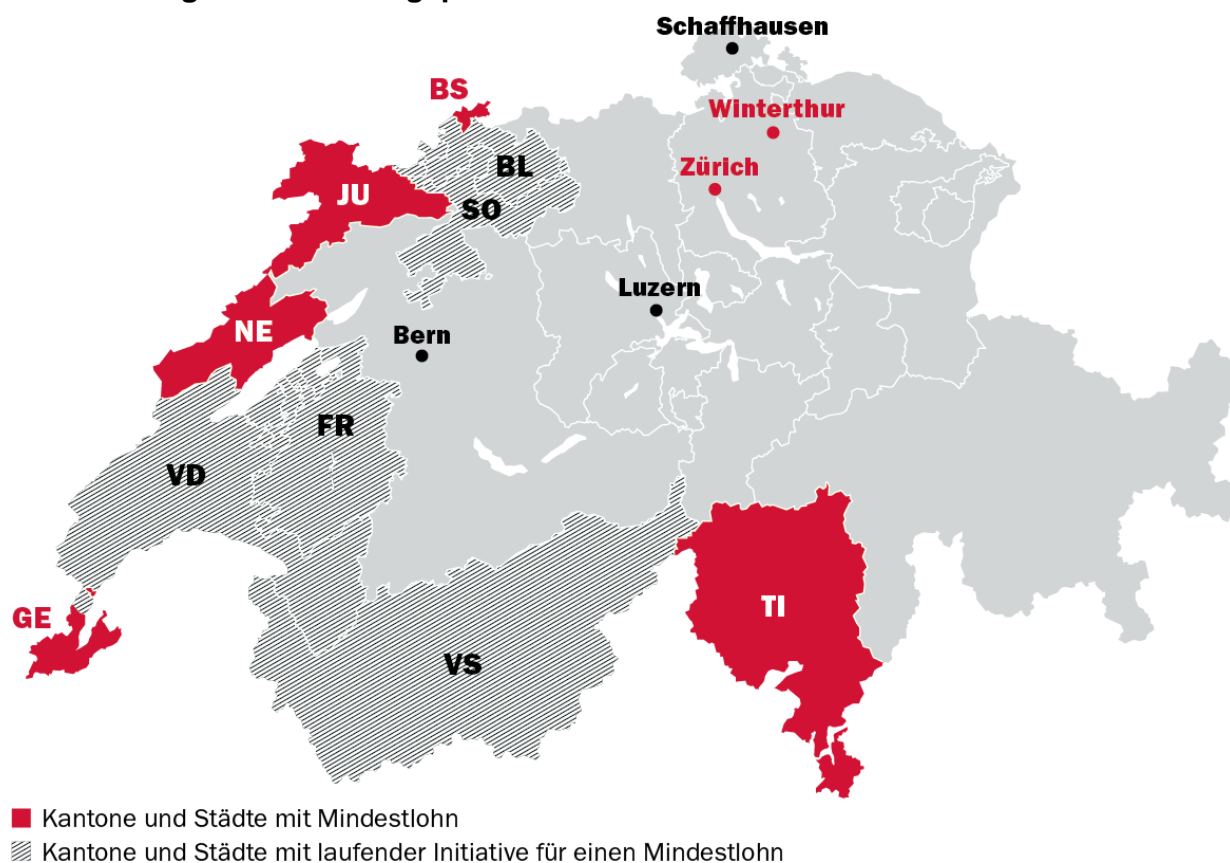 Schaffhausen
BS
Winterthur
Zürich
BL
JU
SO
Luzern
NE
Bern
FR
VD
TI
GE
VS
Kantone und Städte mit Mindestlohn
Kantone und Städte mit laufender Initiative für einen Mindestlohn